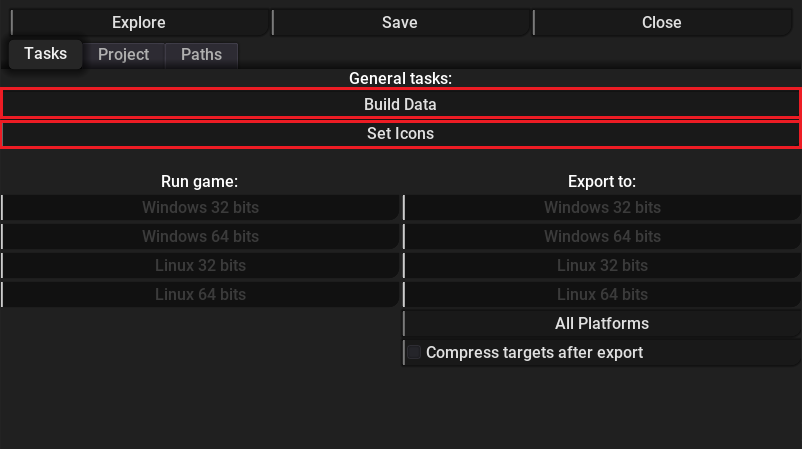 Explore Save Close
Tasks Project Paths
General tasks:
Build Data
Set Icons
Run game: Export to:
Windows 32 bits Windows 32 bits
Windows 64 bits Windows 64 bits
Linux 32 bits Linux 32 bits
Linux 64 bits Linux 64 bits
All Platforms
Compress targets after export